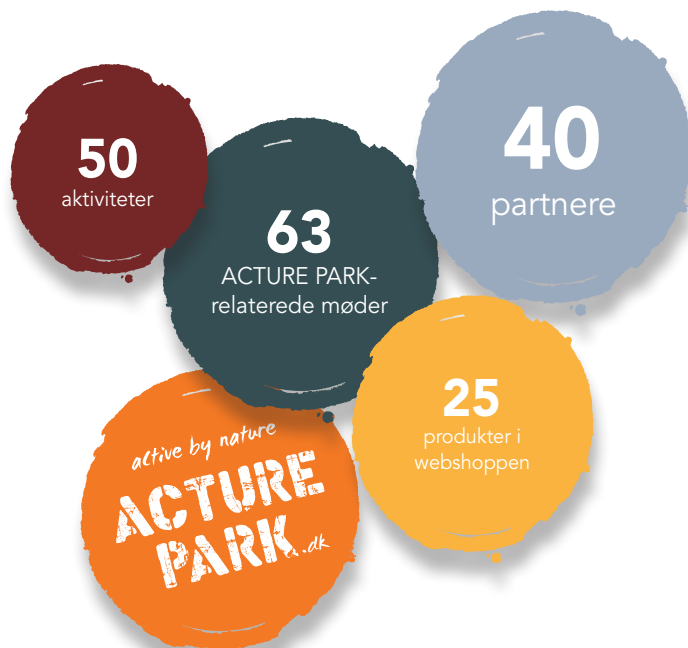 50
aktiviteter
63
ACTURE PARK-
relaterede møder
40
partnere
25
produkter i
webshoppen
active by nature
ACTURE
PARK.dk